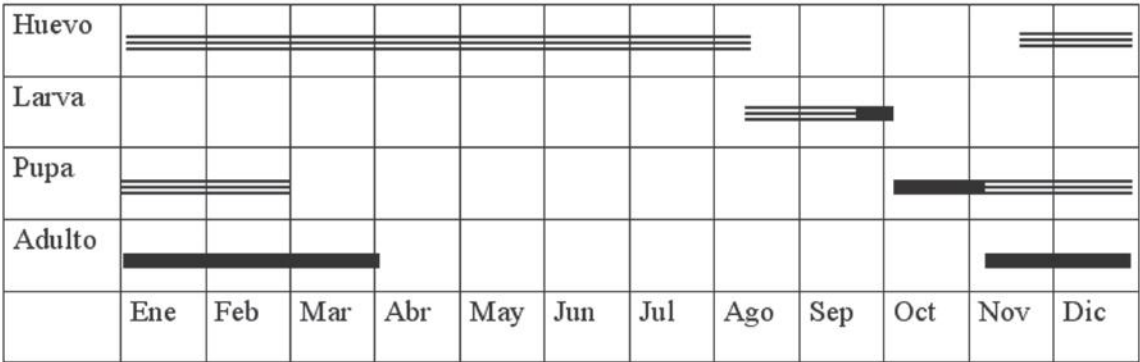 Huevo
Larva
Pupa
Adulto
Ene Feb Mar Abr May Jun Jul Ago Sep Oct Nov Dic